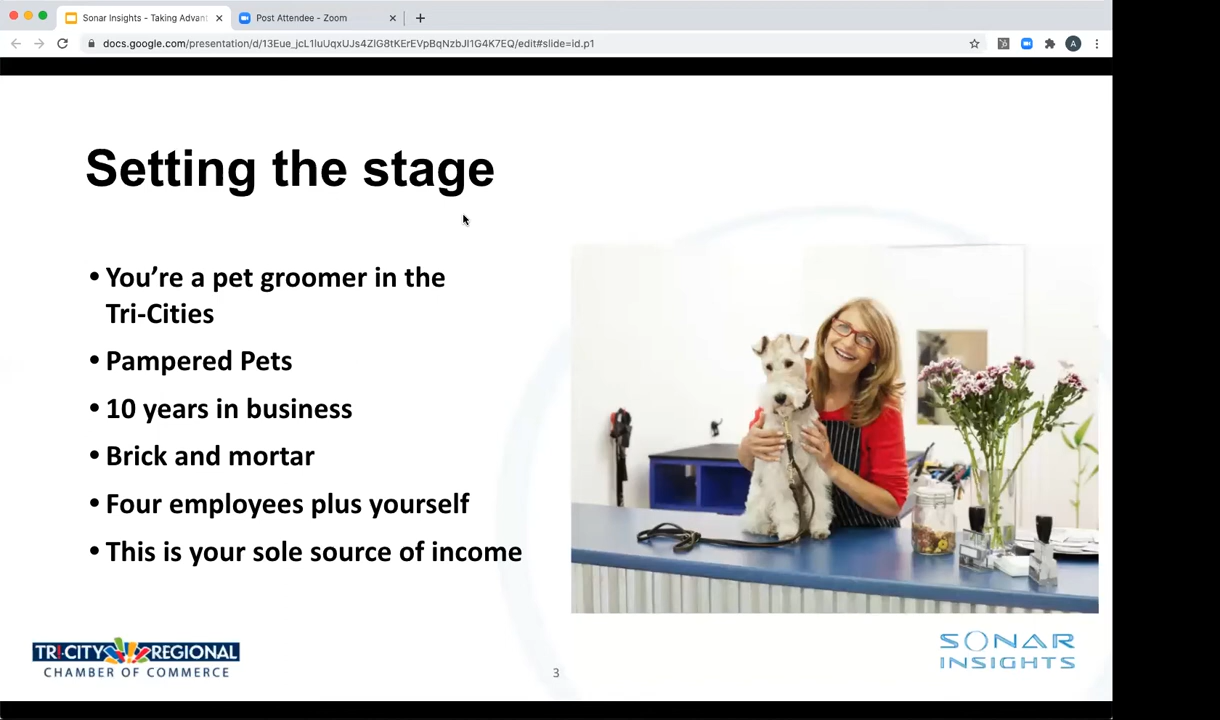 Sonar Insights - Taking Advan
Post Attendee - Zoom
docs.google.com/presentation/d/13Eue_jcL1luUqxUJs4ZlG8tKErEVpBqNzbJl1G4K7EQ/edit#slide=id.p1
A
Setting the stage
• You’re a pet groomer in the
Tri-Cities
• Pampered Pets
• 10 years in business
• Brick and mortar
• Four employees plus yourself
• This is your sole source of income
TRI-CITY REGIONAL
CHAMBER OF COMMERCE
3
SONAR
INSIGHTS